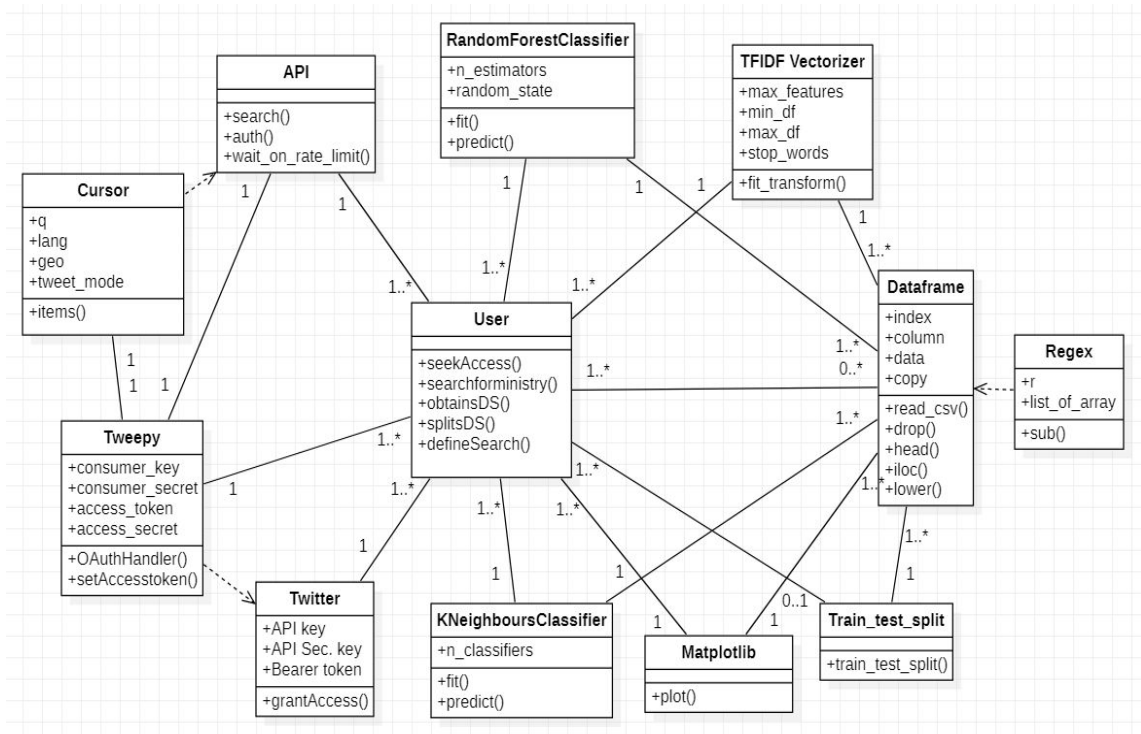 API
+search()
+auth()
+wait_on_rate_limit()
RandomForestClassifier
+n_estimators
+random_state
+fit()
+predict()
TFIDF Vectorizer
+max_features
+min_df
+max_df
+stop_words
+fit_transform()
Cursor
+q
+lang
+geo
+tweet_mode
+items()
User
+seekAccess()
+searchforministry()
+obtainsDS()
+splitsDS()
+defineSearch()
Dataframe
+index
+column
+data
+copy
+read_csv()
+drop()
+head()
+iloc()
+lower()
Regex
+r
+list_of_array
+sub()
Tweepy
+consumer_key
+consumer_secret
+access_token
+access_secret
+OAuthHandler()
+setAccesstoken()
Twitter
+API key
+API Sec. key
+Bearer token
+grantAccess()
KNeighboursClassifier
+n_classifiers
+fit()
+predict()
Matplotlib
+plot()
Train_test_split
+train_test_split()
1
1
1
1
1
1
1..*
1..*
1..*
1..*
1..*
0..*
1..*
1
1
1
1..*
1..*
1
1..*
1..*
1..*
1..*
1..*
1..*
1
1
1
1
1
1
0..1
1